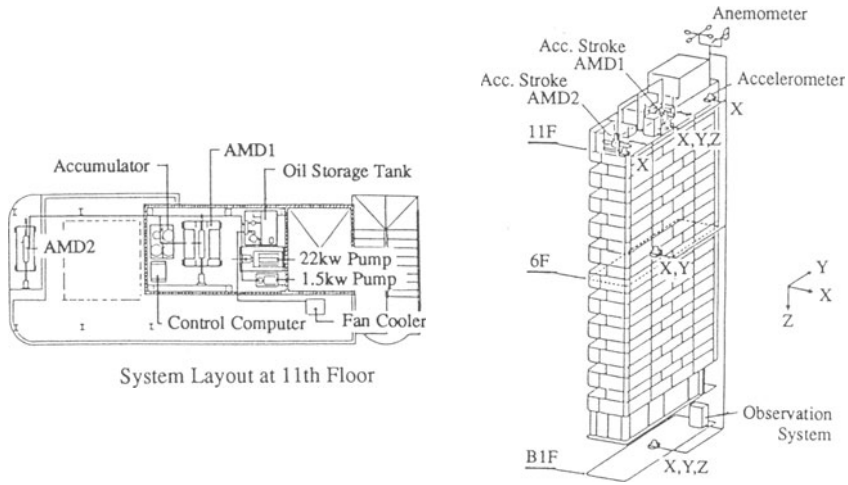 Accumulator
AMD1
Oil Storage Tank
AMD2
22kw Pump
1.5kw Pump
Control Computer
Fan Cooler
System Layout at 11th Floor
Anemometer
Acc. Stroke
AMD1
Acc. Stroke
AMD2
Accelerometer
X
11F
X,Y,Z
X
6F
X,Y
Y
X
Z
Observation
System
B1F
X,Y,Z